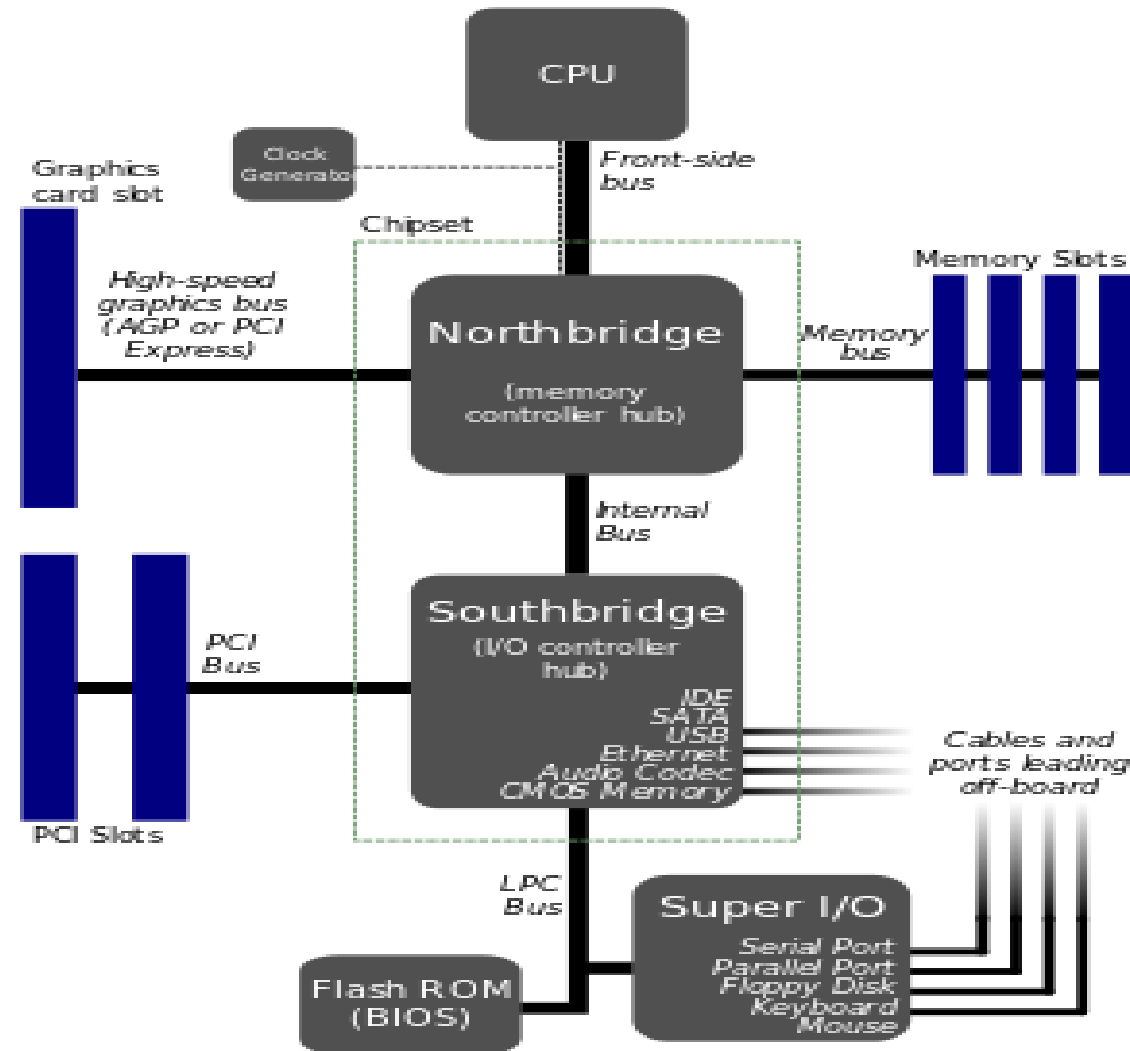 CPU
Clock
Generato
Front-side
bus
Graphics
card slot
Chipset
High-speed
graphics bus
(AGP or PCI
Express)
Northbridge
(memory
controller hub)
Memory Slots
Memory
bus
Internal
Bus
Southbridge
(I/O controller
hub)
IDE
SATA
USB
Ethernet
Audio Codec
CMOS Memory
PCI
Bus
PCI Slots
Cables and
ports leading
off-board
LPC
Bus
Super I/O
Serial Port
Parallel Port
Floppy Disk
Keyboard
Mouse
Flash ROM
(BIOS)